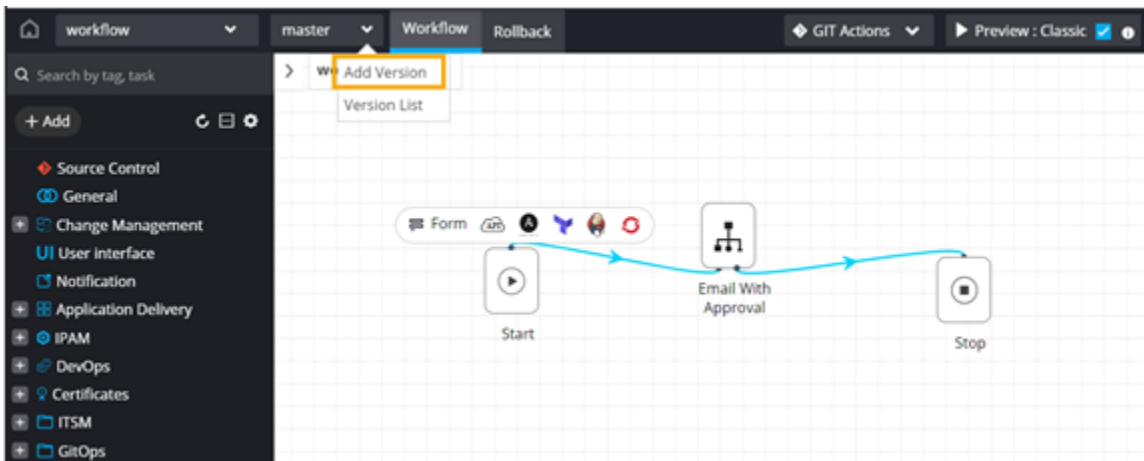 workflow master Workflow Rollback GIT Actions Preview : Classic
Search by tag, task
Add Version
Version List
+ Add
Source Control
General
Change Management
UI User interface
Notification
Application Delivery
IPAM
DevOps
Certificates
ITSM
GitOps
Form API A
Start
Email With
Approval
Stop